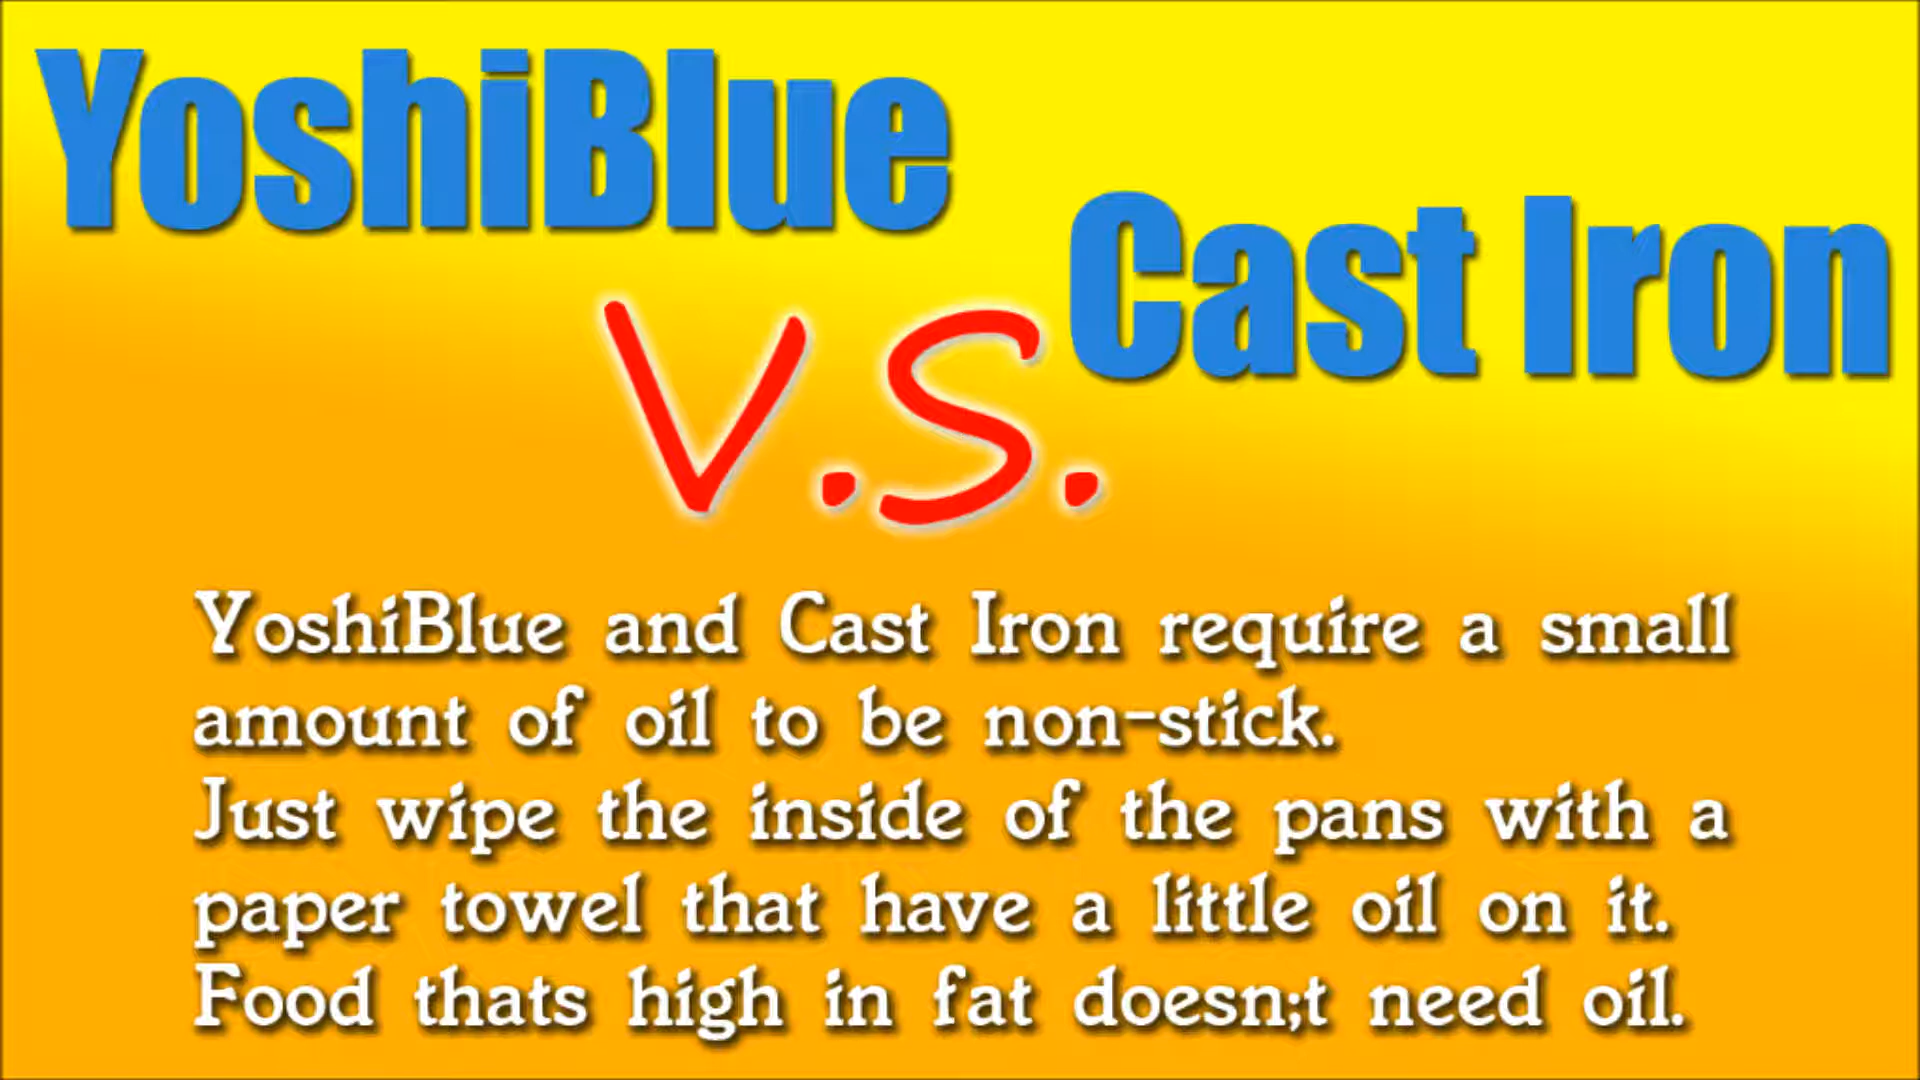 YoshiBlue
Cast Iron
V.S.
YoshiBlue and Cast Iron require a small
amount of oil to be non-stick.
Just wipe the inside of the pans with a
paper towel that have a little oil on it.
Food thats high in fat doesn;t need oil.